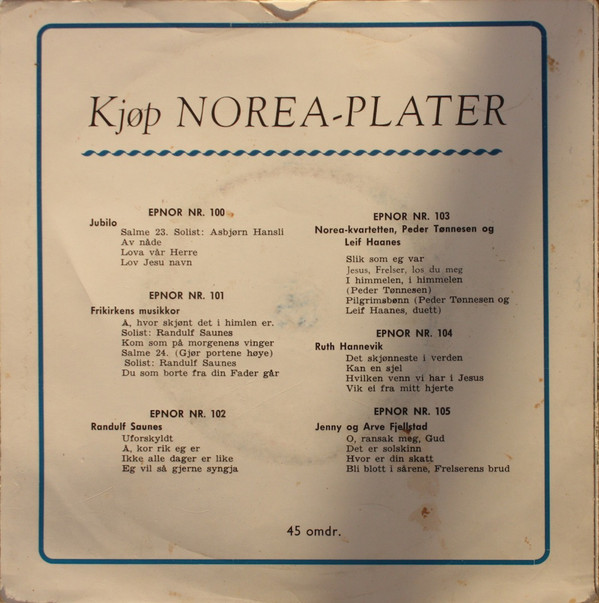 Kjøp NOREA-PLATER
EPNOR NR. 100
Jubilo
Salme 23. Solist: Asbjørn Hansli
Av nåde
Lova vår Herre
Lov Jesu navn
EPNOR NR. 101
Frikirkens musikkor
A, hvor skjønt det i himlen er.
Solist: Randulf Saunes
Kom som på morgenens vinger
Salme 24. (Gjør portene høye)
Solist: Randulf Saunes
Du som borte fra din Fader går
EPNOR NR. 102
Randulf Saunes
Uforskyldt
A, kor rik eg er
Ikke alle dager er like
Eg vil så gjerne syngja
EPNOR NR. 103
Norea-kvartetten, Peder Tønnesen og
Leif Haanes
Slik som eg var
Jesus, Frelser, los du meg
I himmelen, i himmelen
(Peder Tønnesen)
Pilgrimsbønn (Peder Tønnesen og
Leif Haanes, duett)
EPNOR NR. 104
Ruth Hannevik
Det skjønneste i verden
Kan en sjel
Hvilken venn vi har i Jesus
Vik ei fra mitt hjerte
EPNOR NR. 105
Jenny og Arve Fjellstad
O, ransak meg, Gud
Det er solskinn
Hvor er din skatt
Bli blott i sårene, Frelserens brud
45 omdr.